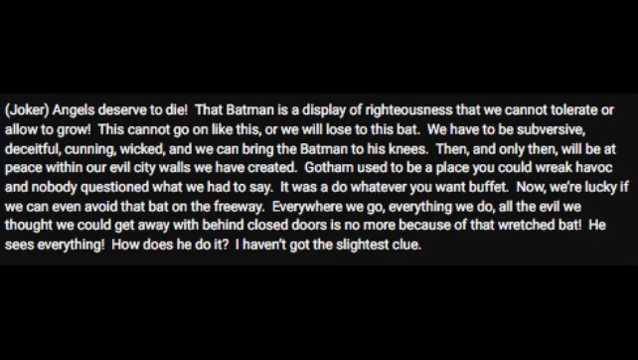 (Joker) Angels deserve to die!  That Batman is a display of righteousness that we cannot tolerate or
allow to grow!  This cannot go on like this, or we will lose to this bat.  We have to be subversive,
deceitful, cunning, wicked, and we can bring the Batman to his knees.  Then, and only then, will be at
peace within our evil city walls we have created.  Gotham used to be a place you could wreak havoc
and nobody questioned what we had to say.  It was a do whatever you want buffet.  Now, we're lucky if
we can even avoid that bat on the freeway.  Everywhere we go, everything we do, all the evil we
thought we could get away with behind closed doors is no more because of that wretched bat!  He
sees everything!  How does he do it?  I haven't got the slightest clue.